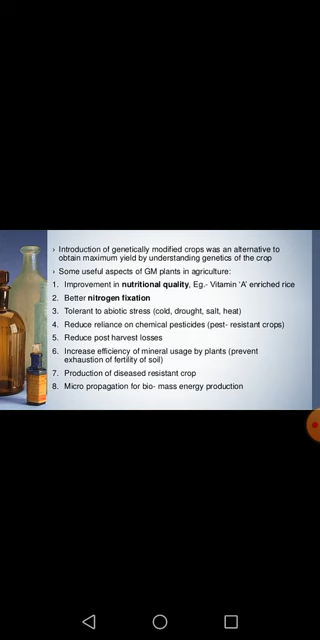 › Introduction of genetically modified crops was an alternative to
obtain maximum yield by understanding genetics of the crop
› Some useful aspects of GM plants in agriculture:
1. Improvement in nutritional quality, Eg.- Vitamin 'A' enriched rice
2. Better nitrogen fixation
3. Tolerant to abiotic stress (cold, drought, salt, heat)
4. Reduce reliance on chemical pesticides (pest- resistant crops)
5. Reduce post harvest losses
6. Increase efficiency of mineral usage by plants (prevent
exhaustion of fertility of soil)
7. Production of diseased resistant crop
8. Micro propagation for bio- mass energy production